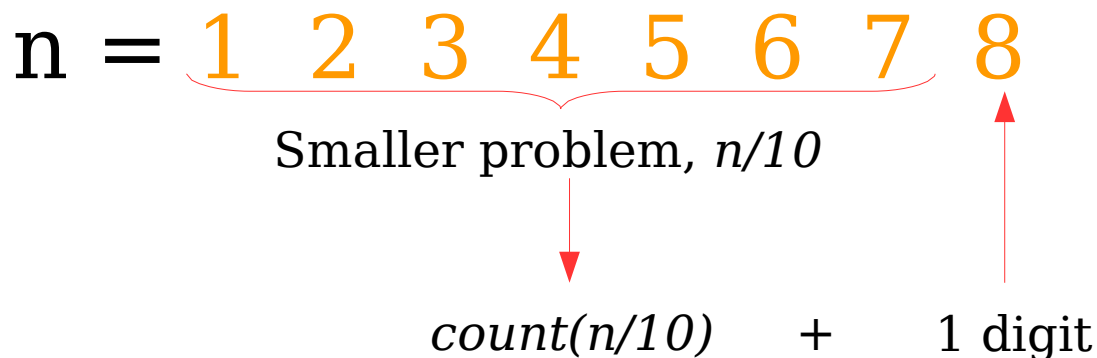 n = 1 2 3 4 5 6 7 8
Smaller problem, n/10
count(n/10) + 1 digit